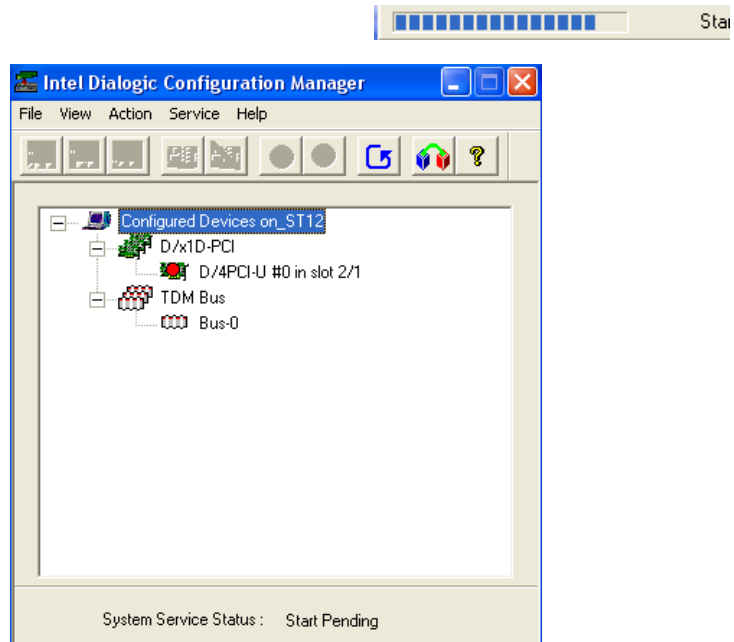 Intel Dialogic Configuration Manager
File View Action Service Help
Configured Devices on_ST12
D/x1D-PCI
D/4PCI-U #0 in slot 2/1
TDM Bus
Bus-0
System Service Status : Start Pending